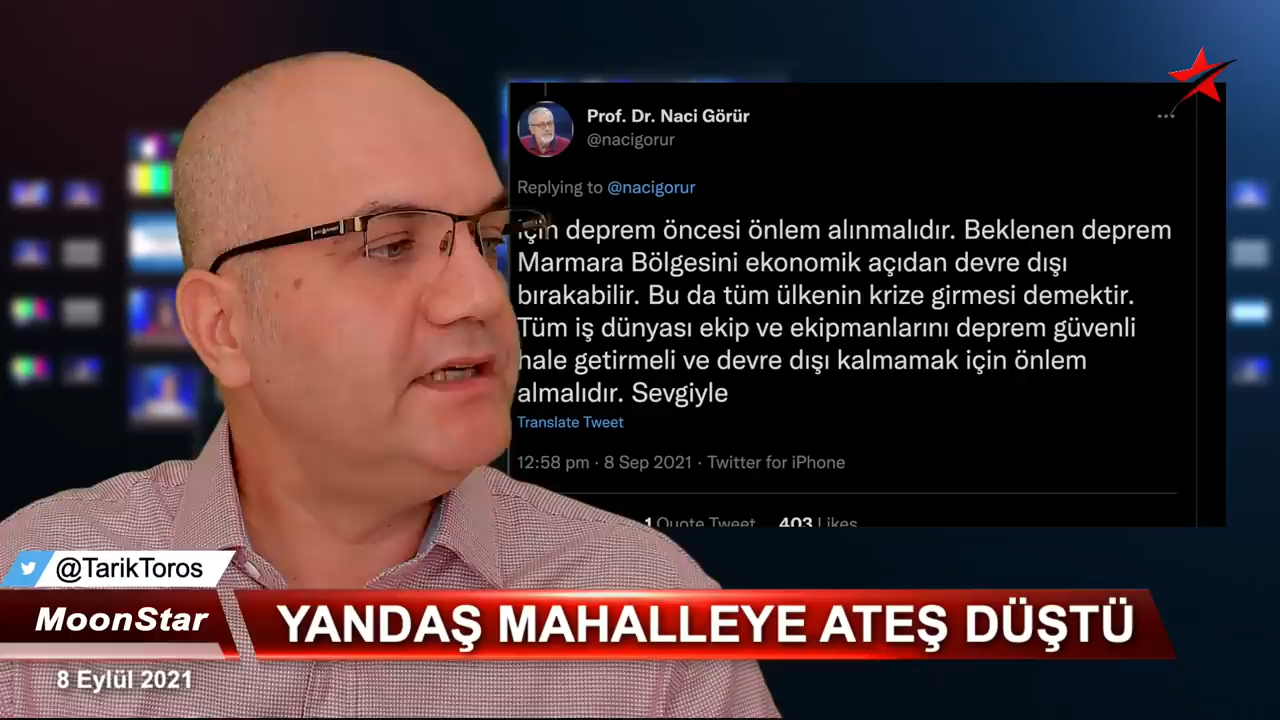 Prof. Dr. Naci Görür
@nacigorur
Replying to @nacigorur
için deprem öncesi önlem alınmalıdır. Beklenen deprem
Marmara Bölgesini ekonomik açıdan devre dışı
bırakabilir. Bu da tüm ülkenin krize girmesi demektir.
Tüm iş dünyası ekip ve ekipmanlarını deprem güvenli
hale getirmeli ve devre dışı kalmamak için önlem
almalıdır. Sevgiyle
Translate Tweet
12:58 pm · 8 Sep 2021 · Twitter for iPhone
1 Quote Tweet 403 Likes
@TarikToros
MoonStar
YANDAŞ MAHALLEYE ATEŞ DÜŞTÜ
8 Eylül 2021